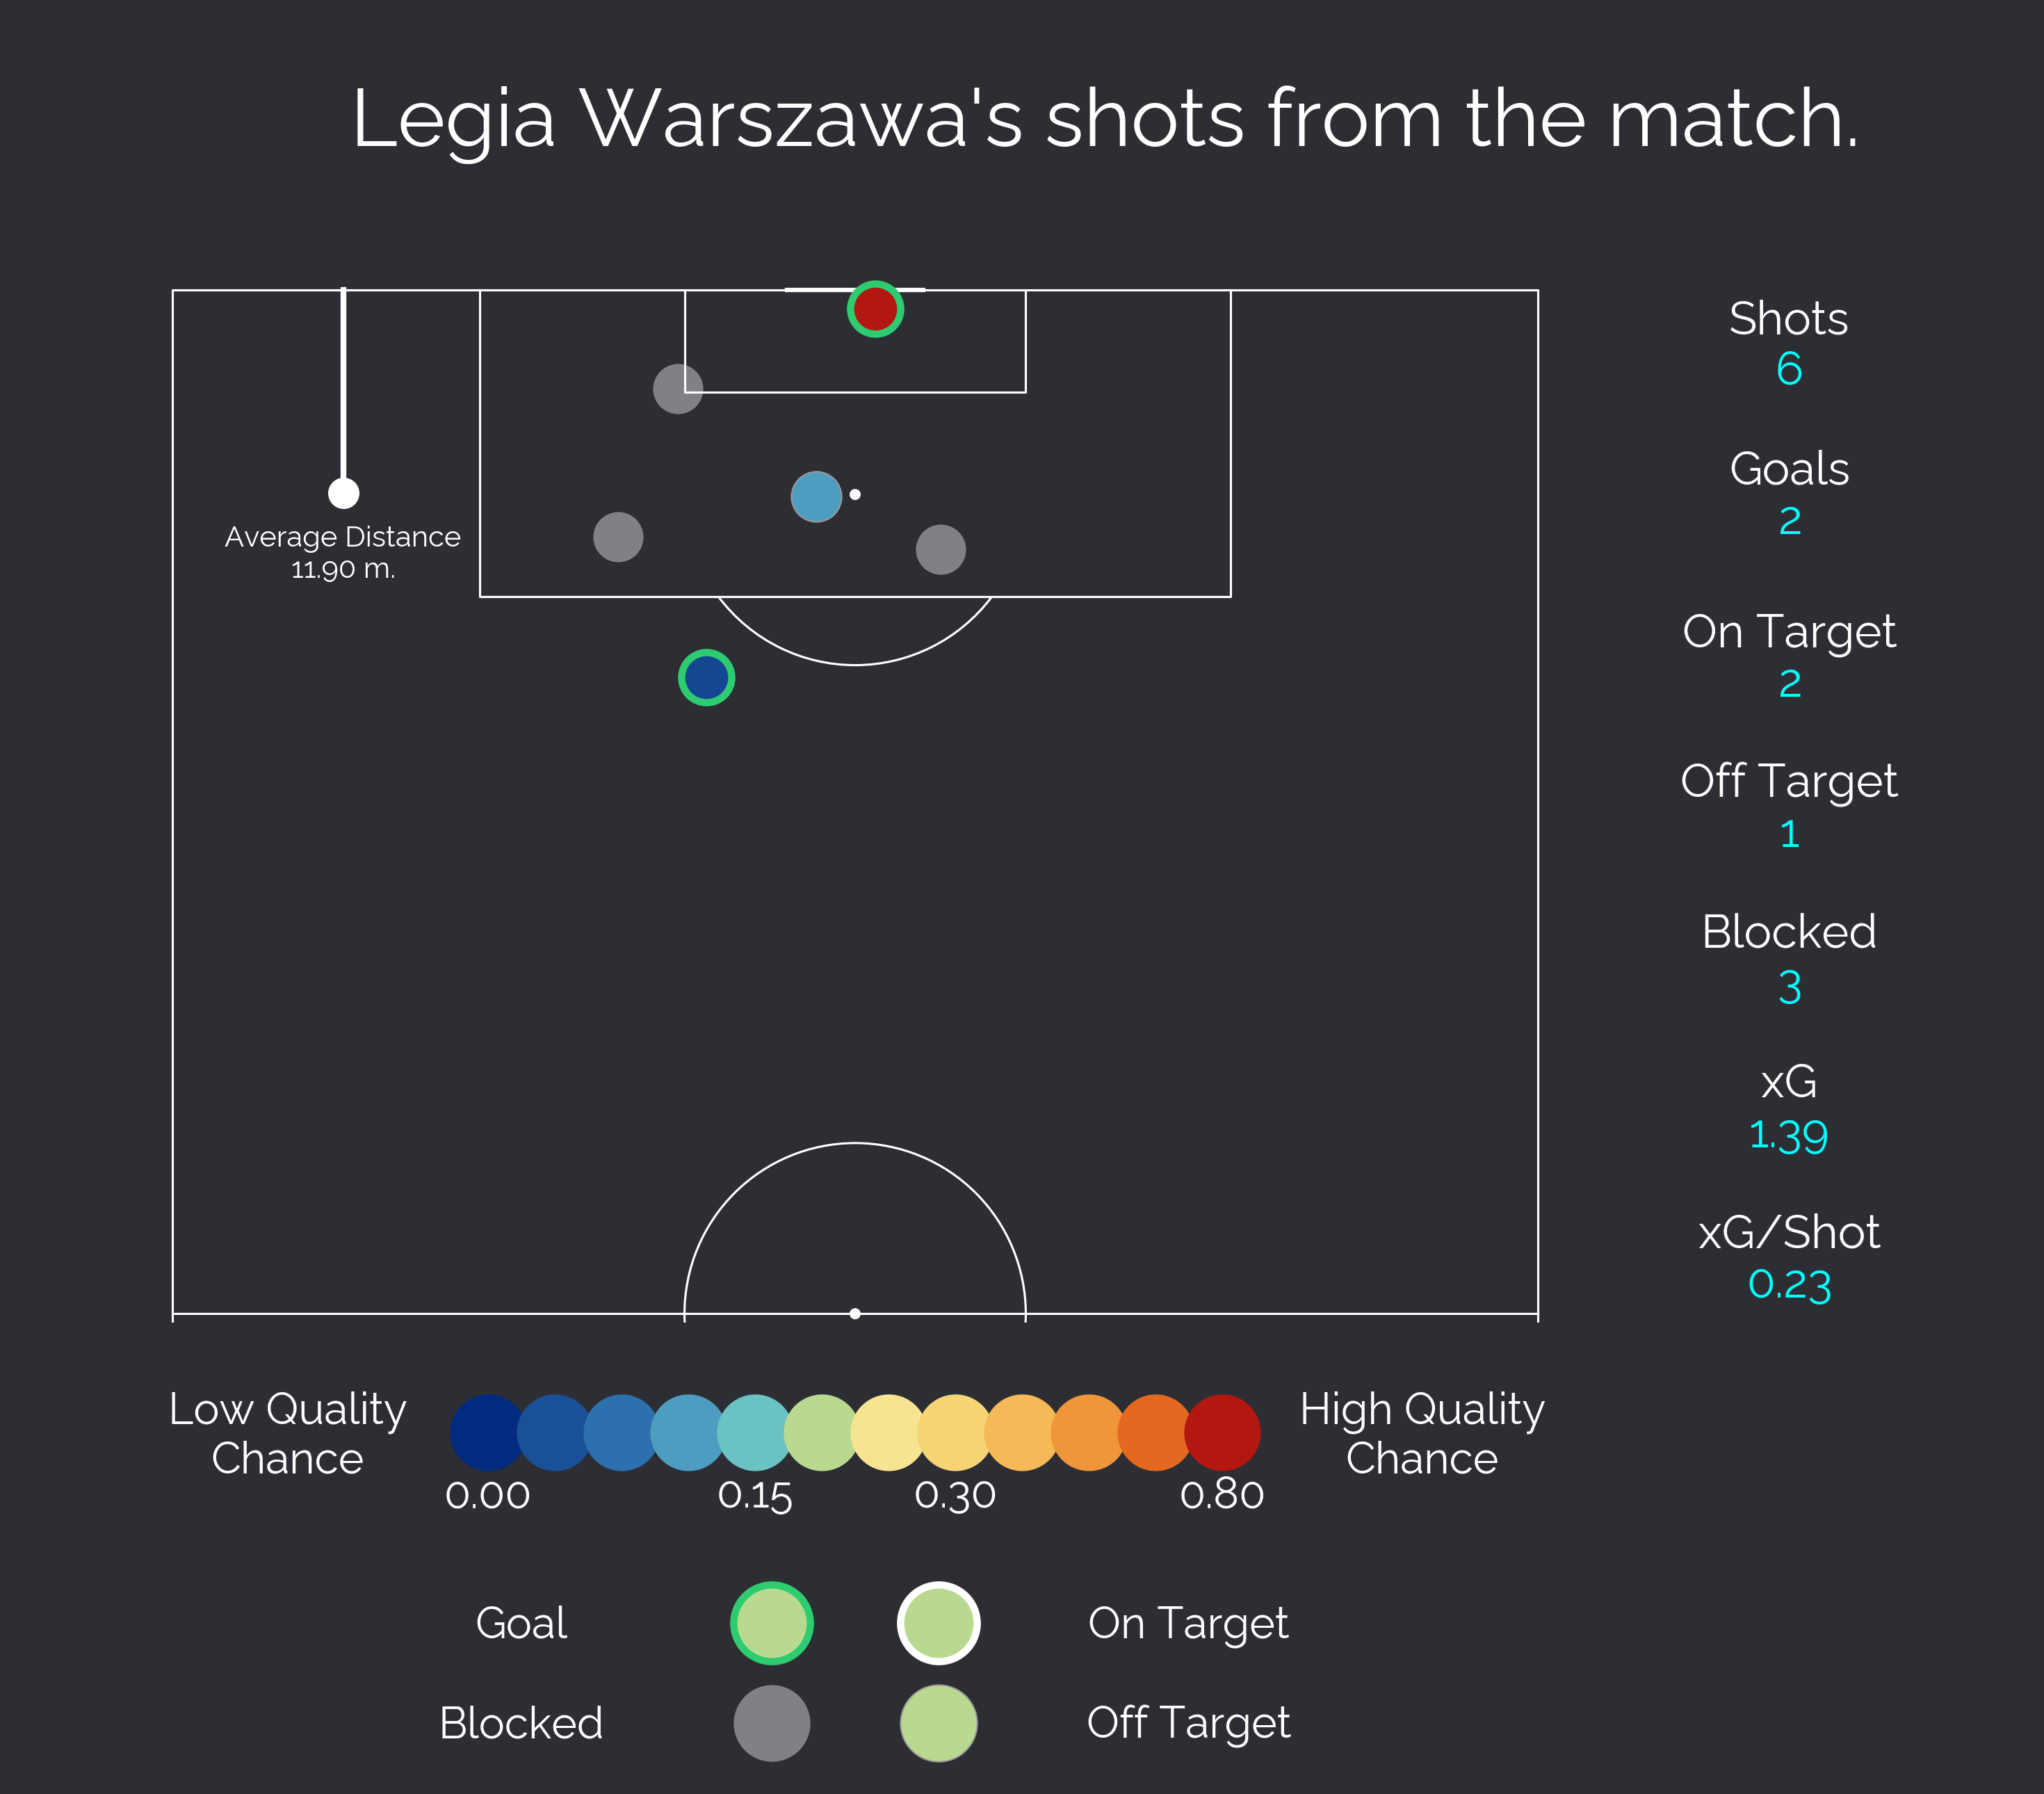 Legia Warszawa's shots from the match.
Average Distance
11.90 m.
Shots
6
Goals
2
On Target
2
Off Target
1
Blocked
3
xG
1.39
xG/Shot
0.23
Low Quality
Chance
0.00
0.15
0.30
0.80
High Quality
Chance
Goal
On Target
Blocked
Off Target